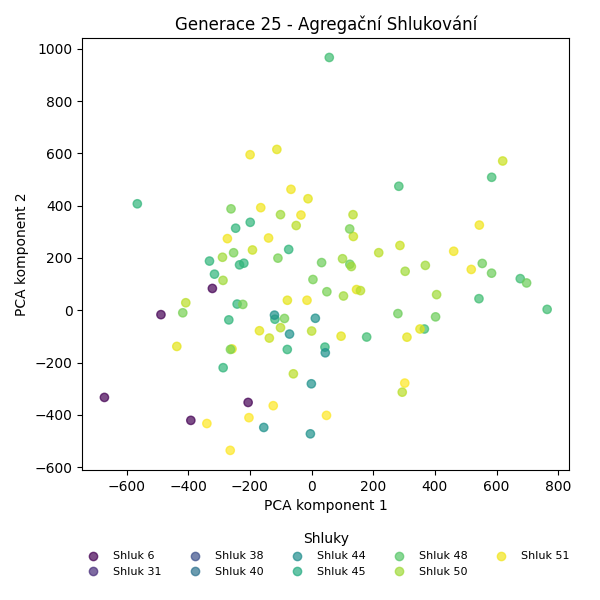 Generace 25 - Agregační Shlukování
1000
800
600
400
200
0
−200
−400
−600
PCA komponent 2
−600 −400 −200 0 200 400 600 800
PCA komponent 1
Shluky
Shluk 6 Shluk 38 Shluk 44 Shluk 48 Shluk 51
Shluk 31 Shluk 40 Shluk 45 Shluk 50